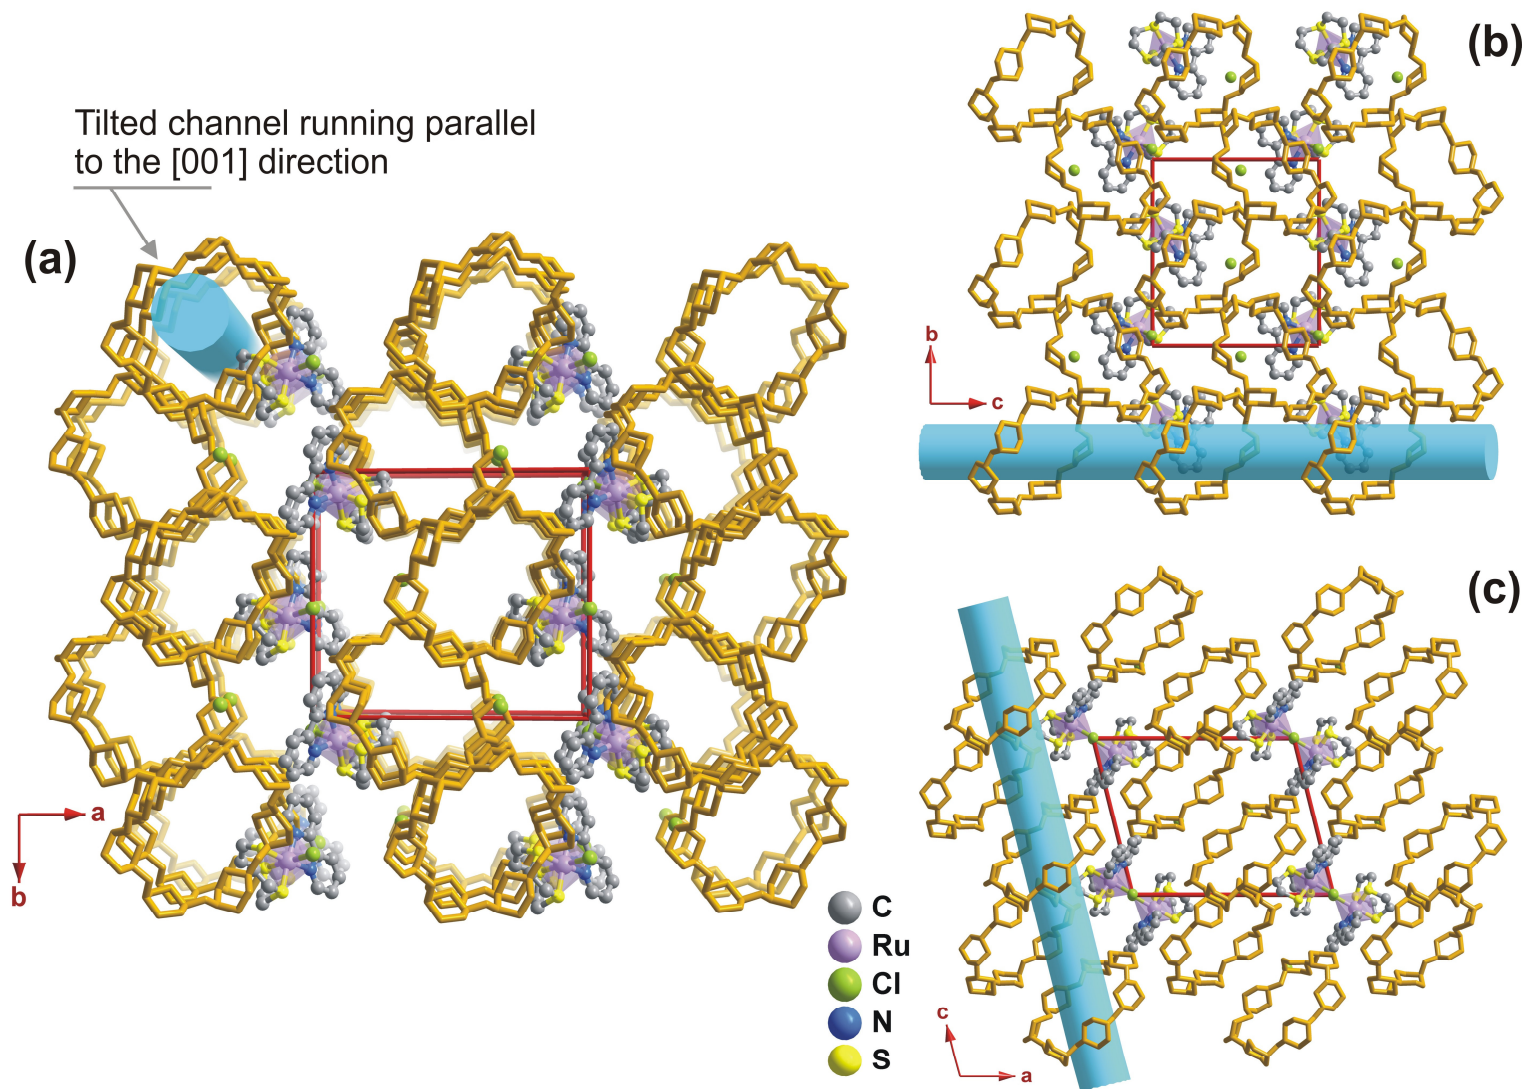 Tilted channel running parallel
to the [001] direction
(a)
a
b
(b)
b
c
(c)
c
a
C
Ru
Cl
N
S